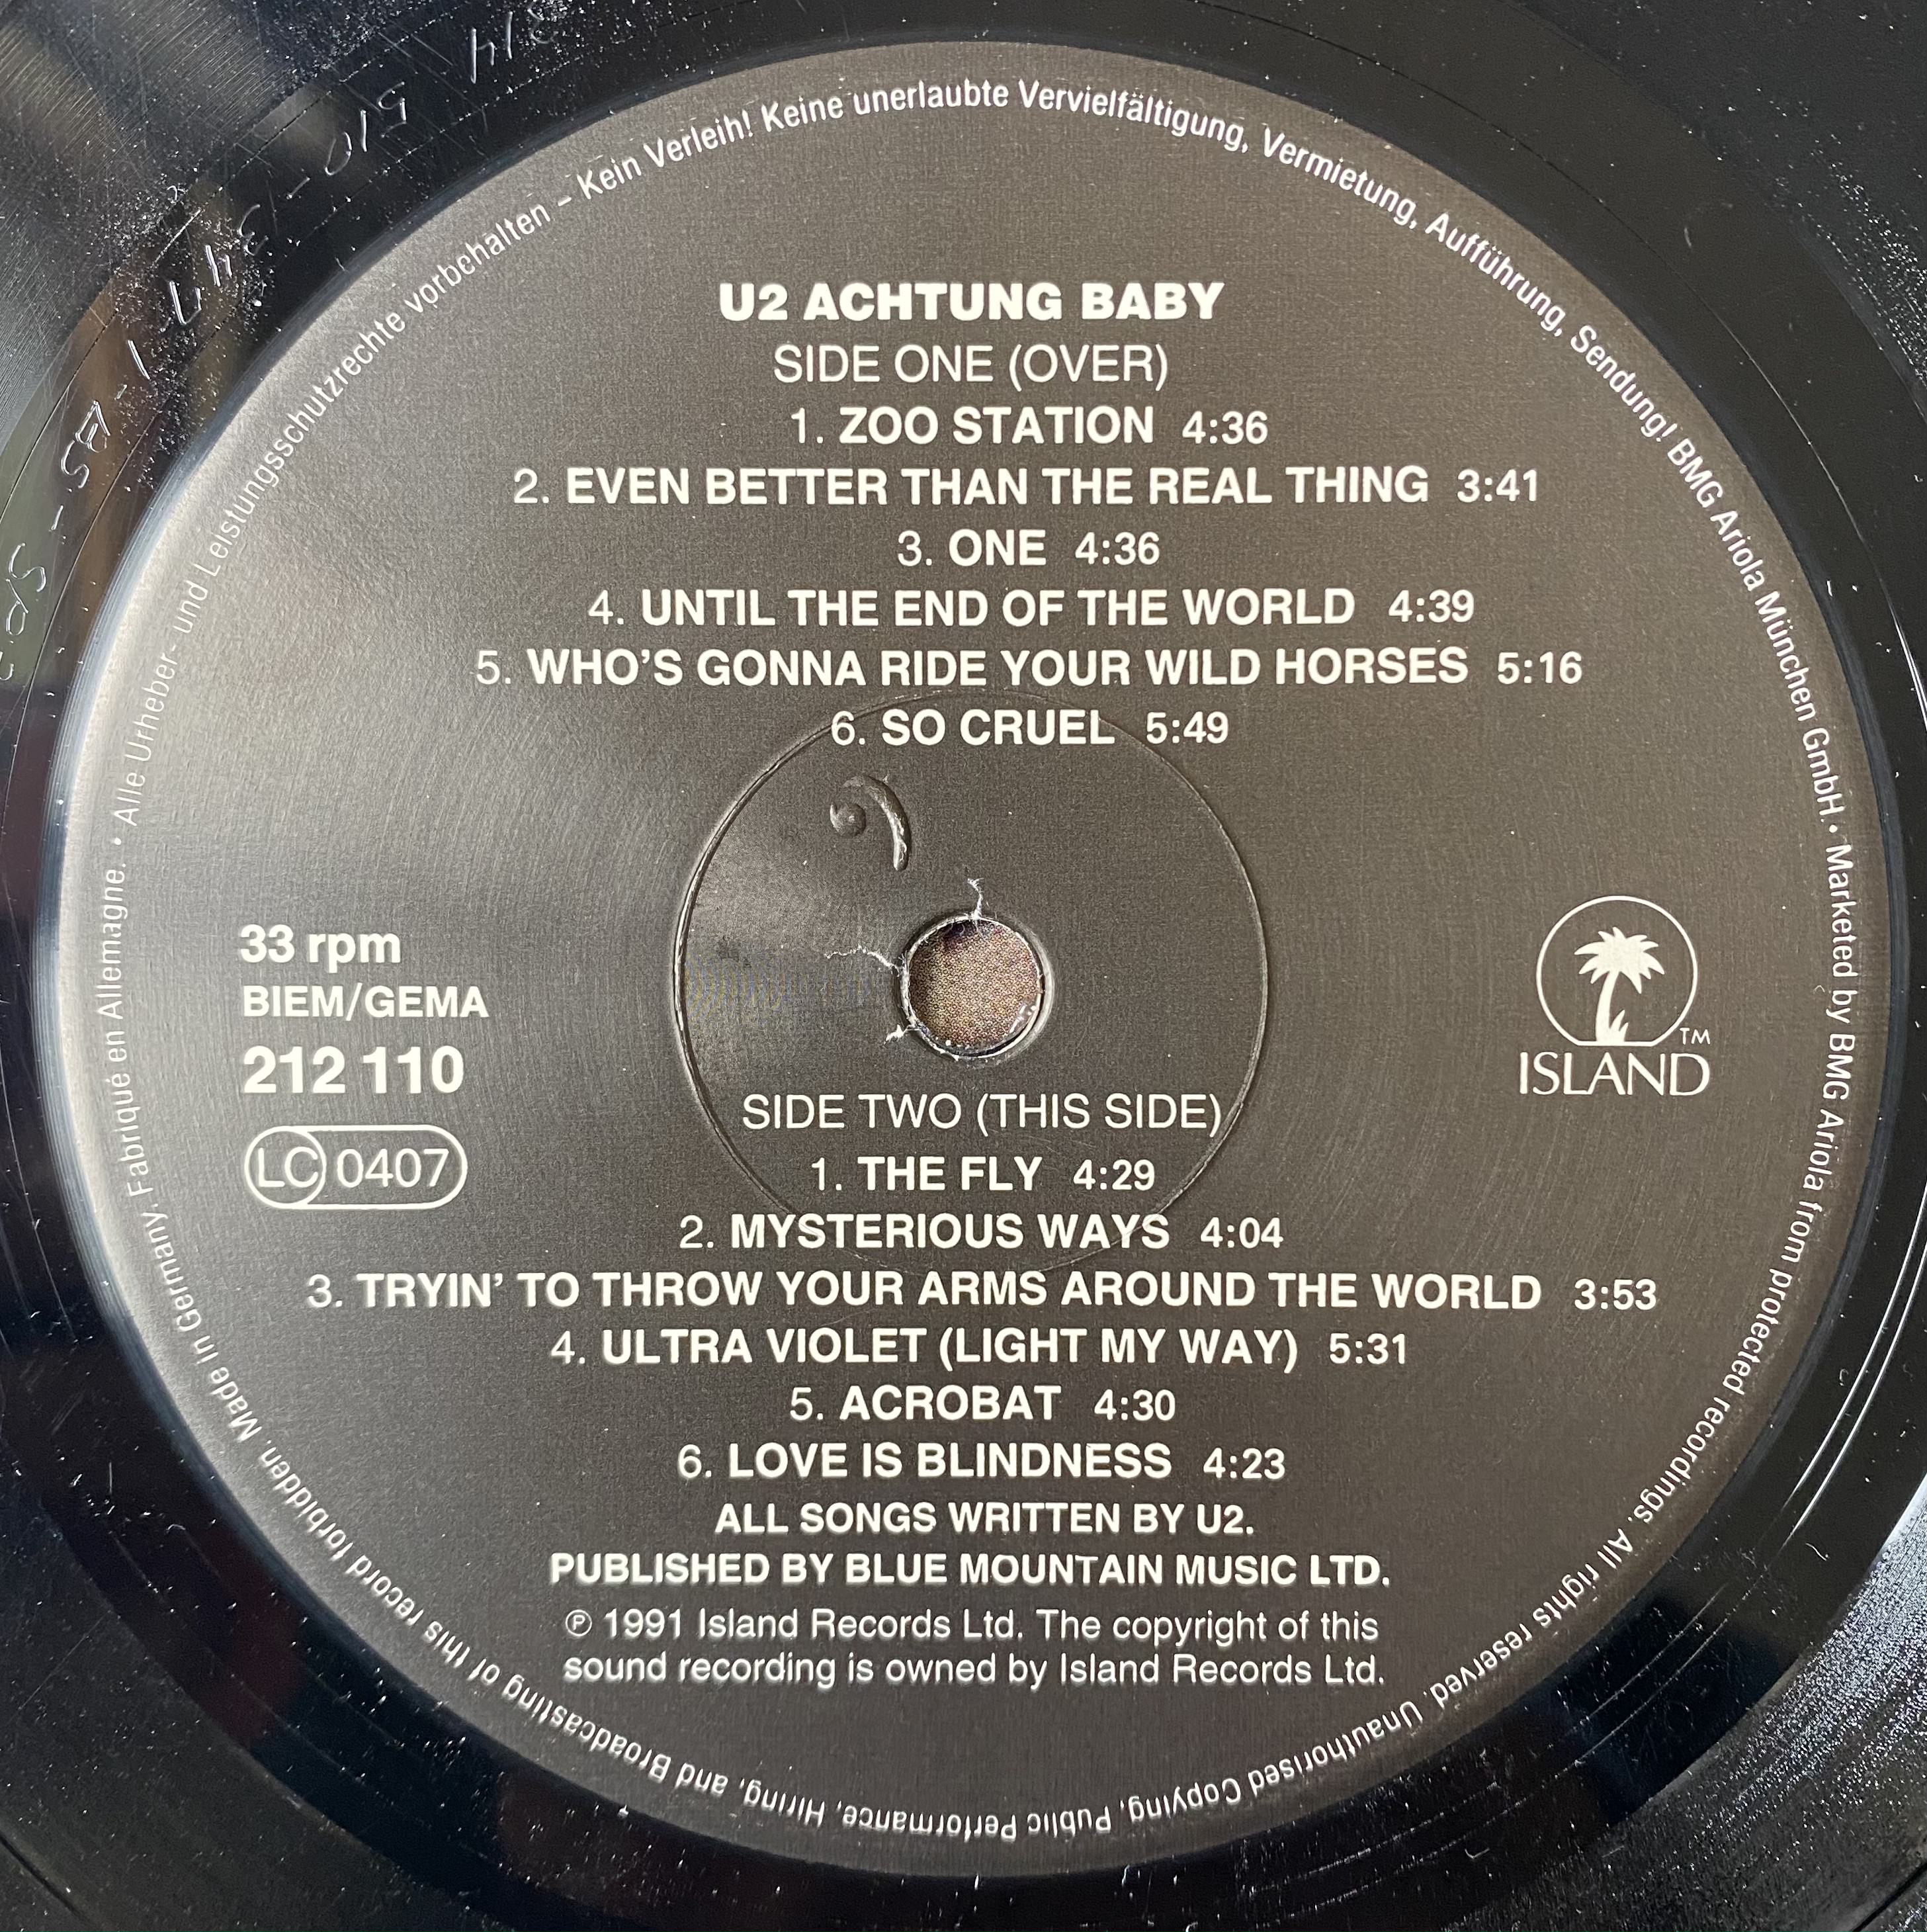 U2 ACHTUNG BABY
SIDE ONE (OVER)
1. ZOO STATION 4:36
2. EVEN BETTER THAN THE REAL THING 3:41
3. ONE 4:36
4. UNTIL THE END OF THE WORLD 4:39
5. WHO'S GONNA RIDE YOUR WILD HORSES 5:16
6. SO CRUEL 5:49
33 rpm
BIEM/GEMA
212 110
LC 0407
TM
ISLAND
SIDE TWO (THIS SIDE)
1. THE FLY 4:29
2. MYSTERIOUS WAYS 4:04
3. TRYIN' TO THROW YOUR ARMS AROUND THE WORLD 3:53
4. ULTRA VIOLET (LIGHT MY WAY) 5:31
5. ACROBAT 4:30
6. LOVE IS BLINDNESS 4:23
ALL SONGS WRITTEN BY U2.
PUBLISHED BY BLUE MOUNTAIN MUSIC LTD.
℗ 1991 Island Records Ltd. The copyright of this
sound recording is owned by Island Records Ltd.
• Alle Urheber- und Leistungsschutzrechte vorbehalten – Kein Verleih! Keine unerlaubte Vervielfältigung, Vermietung, Aufführung, Sendung! BMG Ariola München GmbH. • Marketed by BMG Ariola from protected recordings. All rights reserved. Unauthorised Copying, Public Performance, Hiring, and Broadcasting of this record forbidden. Made in Germany. Fabriqué en Allemagne.